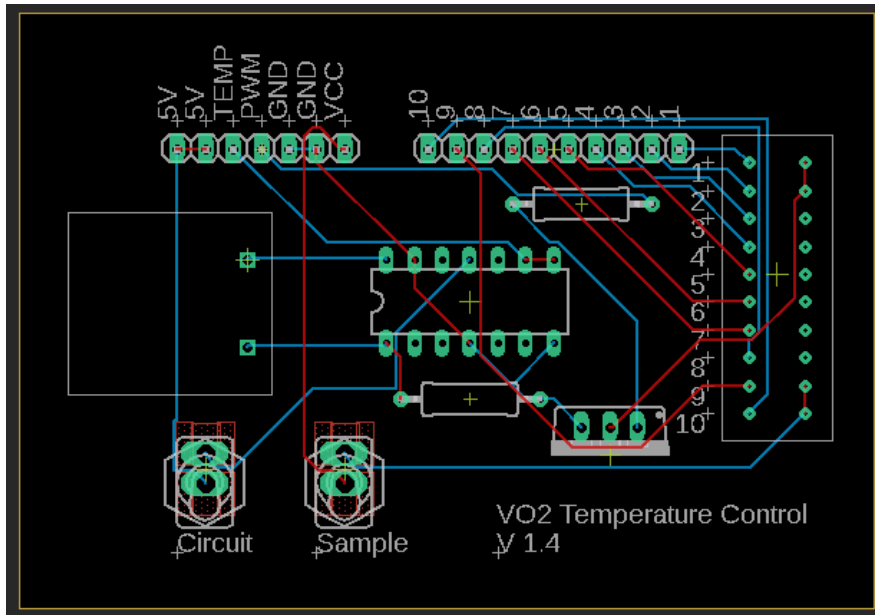 5V
5V
TEMP
PWM
GND
GND
VCC
10
9
8
7
6
5
4
3
2
1
1
2
3
4
5
6
7
8
9
10
Circuit
Sample
VO2 Temperature Control
V 1.4